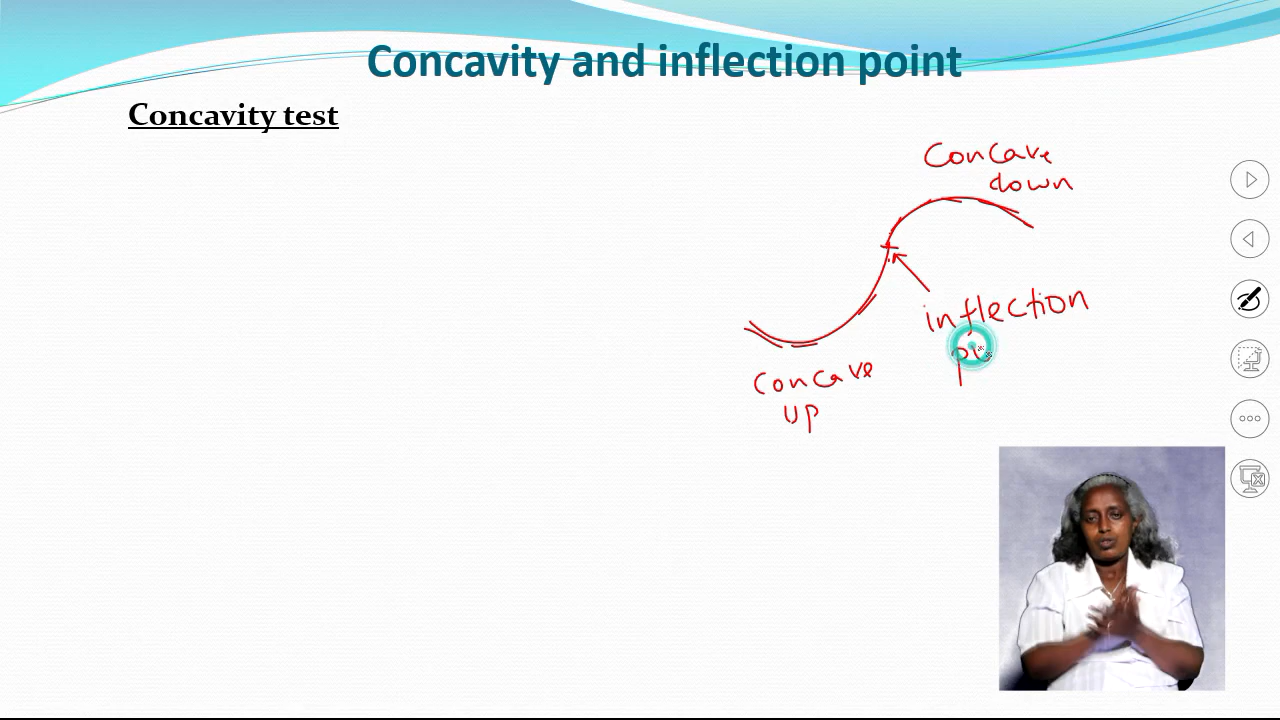 Concavity and inflection point
Concavity test
Concave
down
inflection
Concave
up